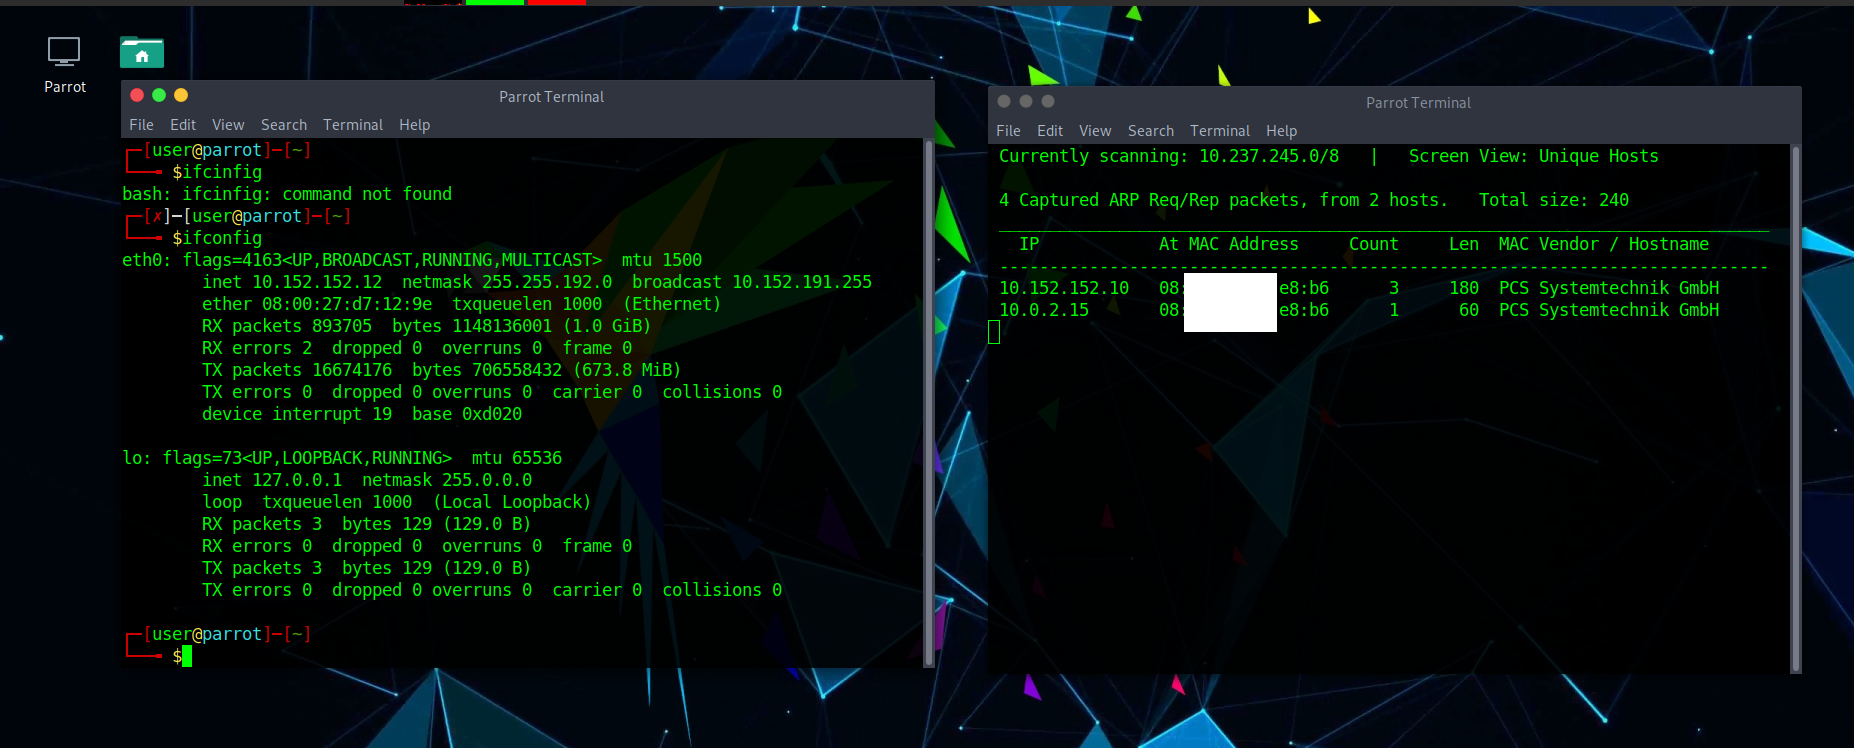 Parrot
Parrot Terminal
File Edit View Search Terminal Help
[user@parrot]─[~]
$ifcinfig
bash: ifcinfig: command not found
[✗]─[user@parrot]─[~]
$ifconfig
eth0: flags=4163<UP,BROADCAST,RUNNING,MULTICAST>  mtu 1500
inet 10.152.152.12  netmask 255.255.192.0  broadcast 10.152.191.255
ether 08:00:27:d7:12:9e  txqueuelen 1000  (Ethernet)
RX packets 893705  bytes 1148136001 (1.0 GiB)
RX errors 2  dropped 0  overruns 0  frame 0
TX packets 16674176  bytes 706558432 (673.8 MiB)
TX errors 0  dropped 0 overruns 0  carrier 0  collisions 0
device interrupt 19  base 0xd020
lo: flags=73<UP,LOOPBACK,RUNNING>  mtu 65536
inet 127.0.0.1  netmask 255.0.0.0
loop  txqueuelen 1000  (Local Loopback)
RX packets 3  bytes 129 (129.0 B)
RX errors 0  dropped 0  overruns 0  frame 0
TX packets 3  bytes 129 (129.0 B)
TX errors 0  dropped 0 overruns 0  carrier 0  collisions 0
[user@parrot]─[~]
$
Parrot Terminal
File Edit View Search Terminal Help
Currently scanning: 10.237.245.0/8   |   Screen View: Unique Hosts
4 Captured ARP Req/Rep packets, from 2 hosts.   Total size: 240
IP            At MAC Address     Count     Len  MAC Vendor / Hostname
10.152.152.10   08: e8:b6      3     180  PCS Systemtechnik GmbH
10.0.2.15       08: e8:b6      1      60  PCS Systemtechnik GmbH